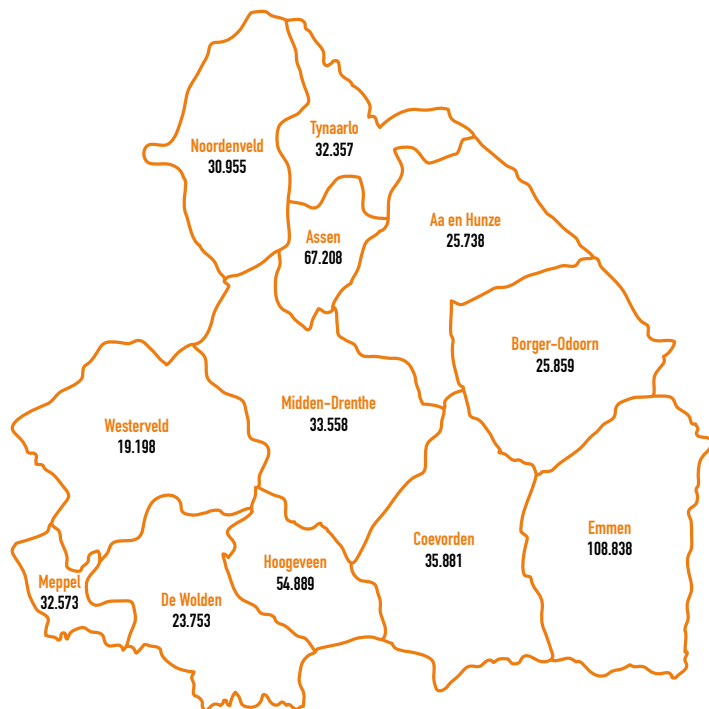 Tynaarlo
32.357
Noordenveld
30.955
Aa en Hunze
25.738
Assen
67.208
Borger-Odoorn
25.859
Midden-Drenthe
33.558
Westerveld
19.198
Emmen
108.838
Coevorden
35.881
Hoogeveen
54.889
Meppel
32.573
De Wolden
23.753